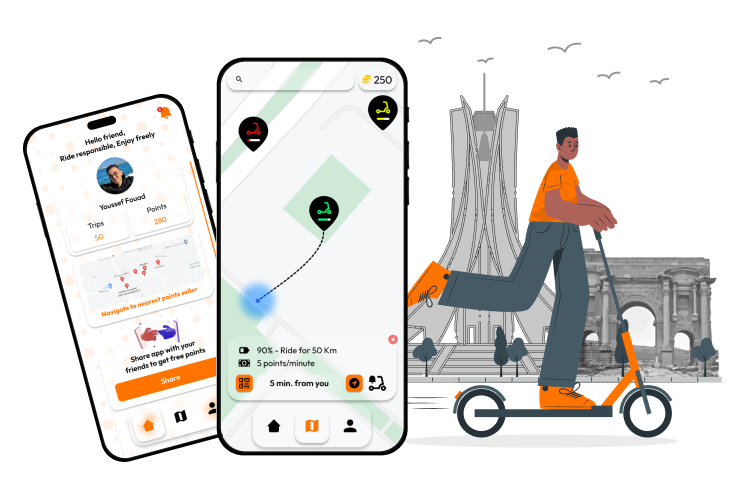 Hello friend,
Ride responsible, Enjoy freely
Youssef Fouad
Trips
50
Points
280
Navigate to nearest points seller
Share app with your
friends to get free points
Share
250
90% - Ride for 50 Km
5 points/minute
5 min. from you